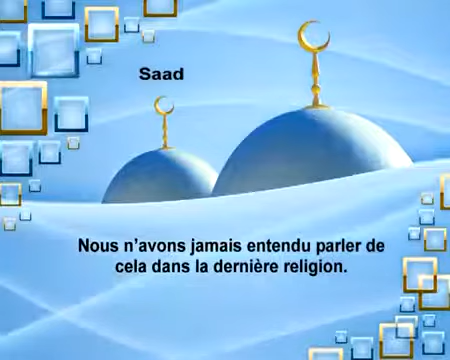 Saad
Nous n'avons jamais entendu parler de
cela dans la dernière religion.